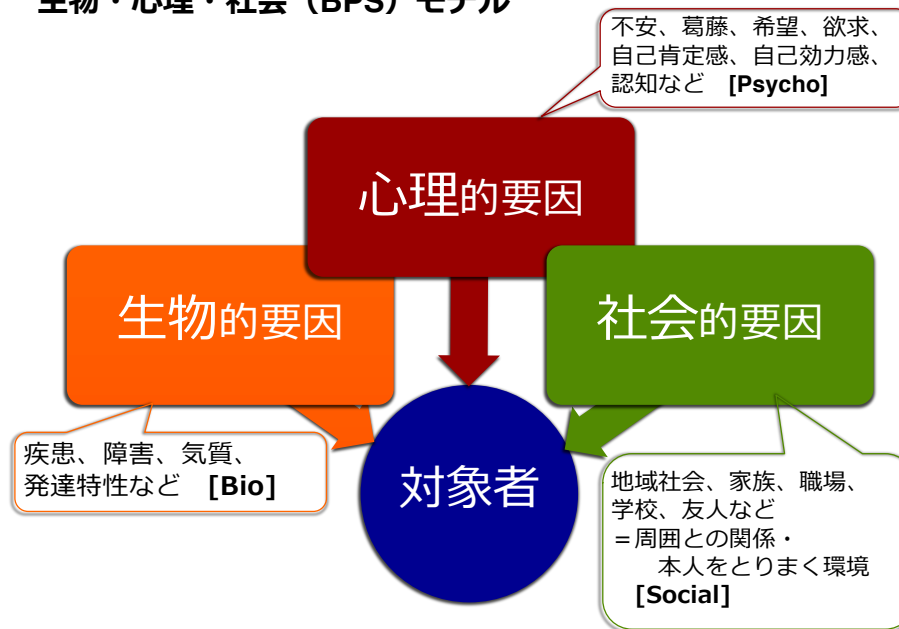 生物・心理・社会（BPS）モデル
不安、葛藤、希望、欲求、
自己肯定感、自己効力感、
認知など [Psycho]
心理的要因
生物的要因
社会的要因
疾患、障害、気質、
発達特性など [Bio]
対象者
地域社会、家族、職場、
学校、友人など
＝周囲との関係・
本人をとりまく環境
[Social]